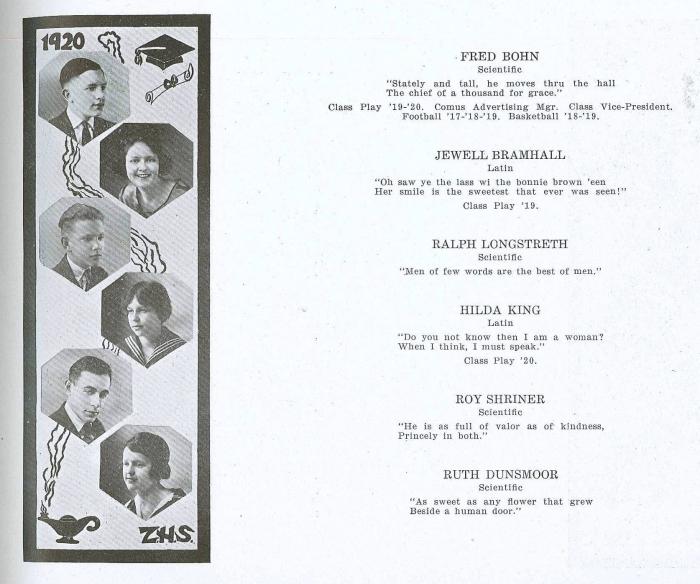 1920
Z.H.S.
FRED BOHN
Scientific
"Stately and tall, he moves thru the hall
The chief of a thousand for grace."
Class Play '19-'20. Comus Advertising Mgr. Class Vice-President.
Football '17-'18-'19. Basketball '18-'19.
JEWELL BRAMHALL
Latin
"Oh saw ye the lass wi the bonnie brown 'een
Her smile is the sweetest that ever was seen!"
Class Play '19.
RALPH LONGSTRETH
Scientific
"Men of few words are the best of men."
HILDA KING
Latin
"Do you not know then I am a woman?
When I think, I must speak."
Class Play '20.
ROY SHRINER
Scientific
"He is as full of valor as of kindness,
Princely in both."
RUTH DUNSMOOR
Scientific
"As sweet as any flower that grew
Beside a human door."